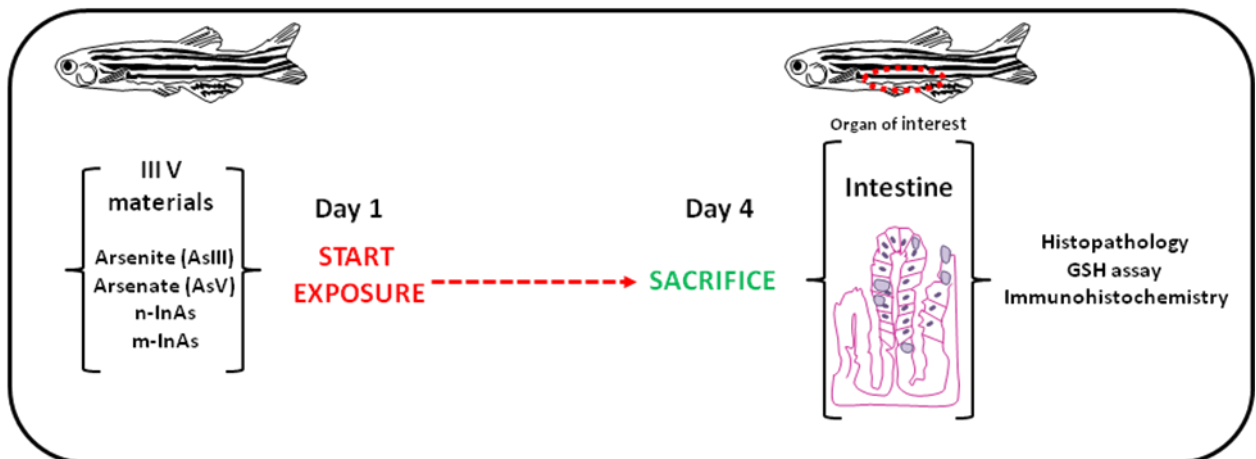 III V
materials
Arsenite (AsIII)
Arsenate (AsV)
n-InAs
m-InAs
Day 1
START
EXPOSURE
Day 4
SACRIFICE
Organ of interest
Intestine
Histopathology
GSH assay
Immunohistochemistry